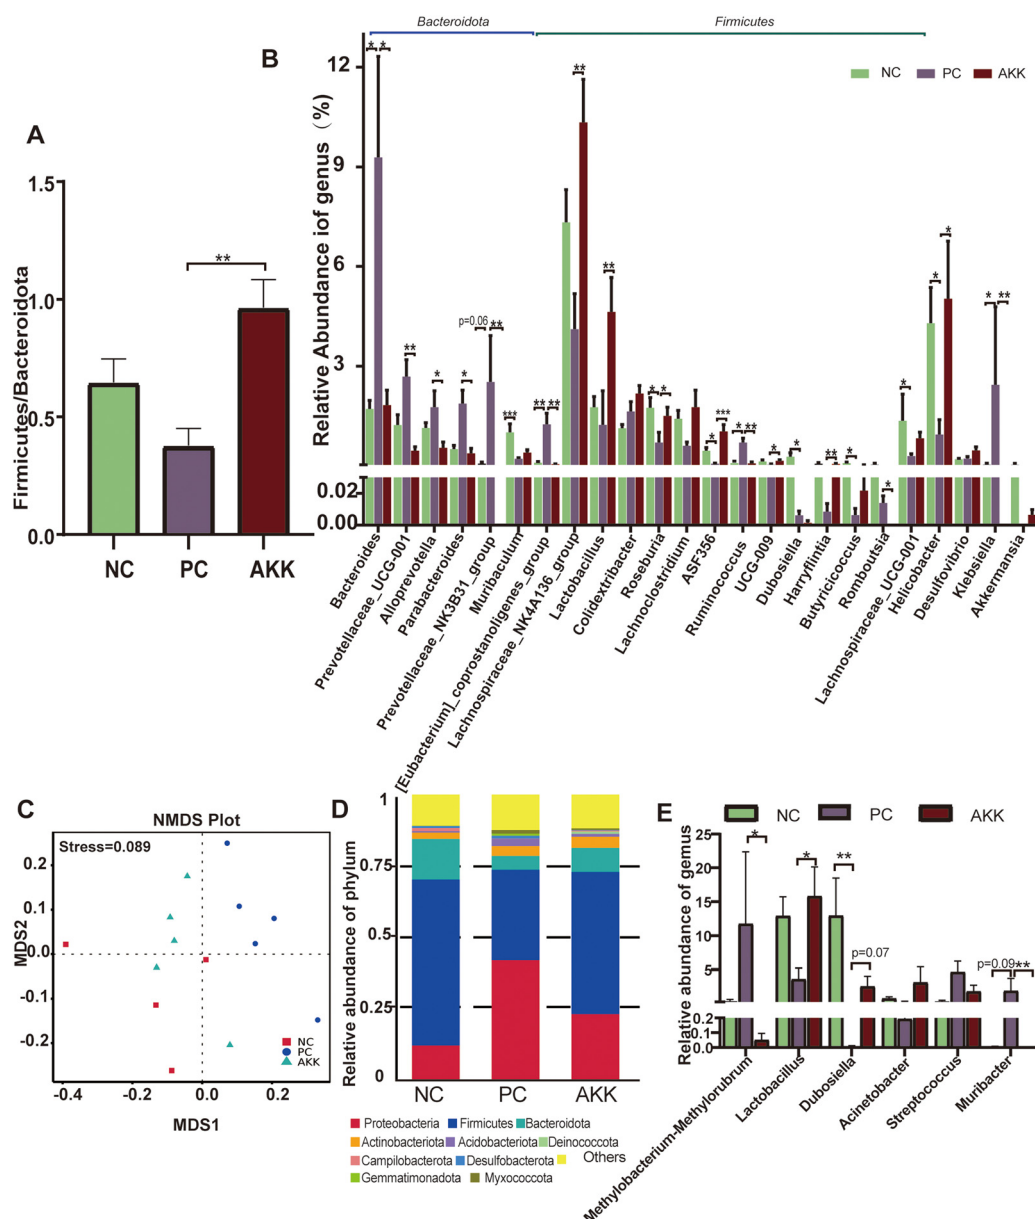 Bacteroidota
Firmicutes
B
NC
PC
AKK
Relative Abundance iof genus（%)
12
9
6
3
0.02
0.00
* * ** * * p=0.06 ** *** ** ** ** ** * * * *** * ** * * ** * * * * * * **
Bacteroides
Prevotellaceae_UCG-001
Alloprevotella
Parabacteroides
Prevotellaceae_NK3B31_group
Muribaculum
[Eubacterium]_coprostanoligenes_group
Lachnospiraceae_NK4A136_group
Lactobacillus
Colidextribacter
Roseburia
Lachnoclostridium
ASF356
Ruminococcus
UCG-009
Dubosiella
Harryflintia
Butyricicoccus
Romboutsia
Lachnospiraceae_UCG-001
Helicobacter
Desulfovibrio
Klebsiella
Akkermansia
A
Firmicutes/Bacteroidota
1.5
1.0
0.5
0.0
**
NC PC AKK
C
NMDS Plot
Stress=0.089
MDS2
0.2
0.1
0.0
-0.1
-0.2
NC
PC
AKK
-0.4 -0.2 0.0 0.2
MDS1
D
Relative abundance of phylum
1
0.75
0.5
0.25
0
NC PC AKK
Proteobacteria Firmicutes Bacteroidota
Actinobacteriota Acidobacteriota Deinococcota
Campilobacterota Desulfobacterota Others
Gemmatimonadota Myxococcota
E
NC PC AKK
Relative abundance of gemus
25
20
15
10
5
0.2
0.1
0.0
* * ** p=0.07 p=0.09 **
Methylobacterium-Methylorubrum
Lactobacillus
Dubosiella
Acinetobacter
Streptococcus
Muribacter